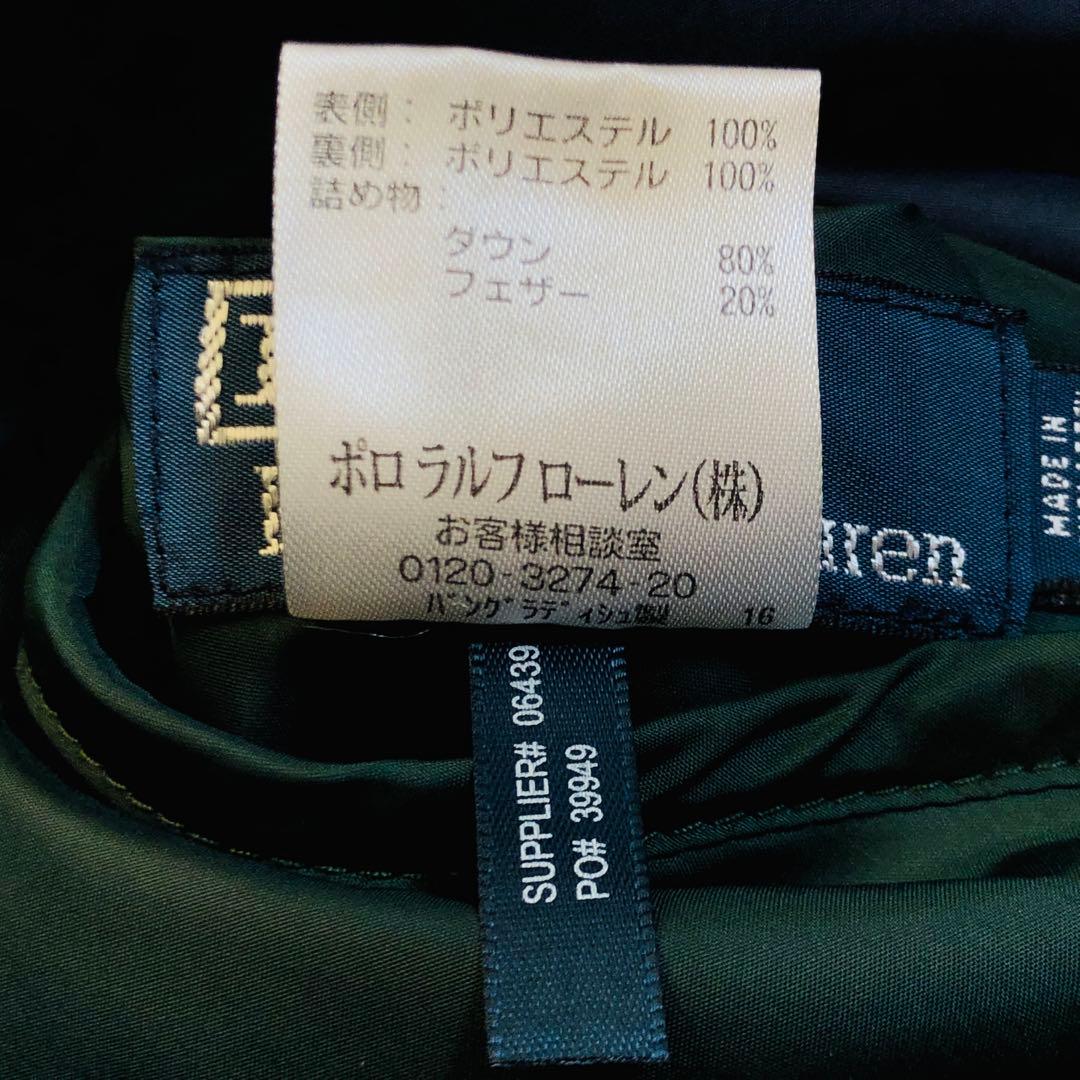 表側: ポリエステル 100%
裏側: ポリエステル 100%
詰め物:
ダウン 80%
フェザー 20%
ポロ ラルフ ローレン(株)
お客様相談室
0120-3274-20
バングラディシュ製 16
MADE IN
SUPPLIER# 06439
PO# 39949